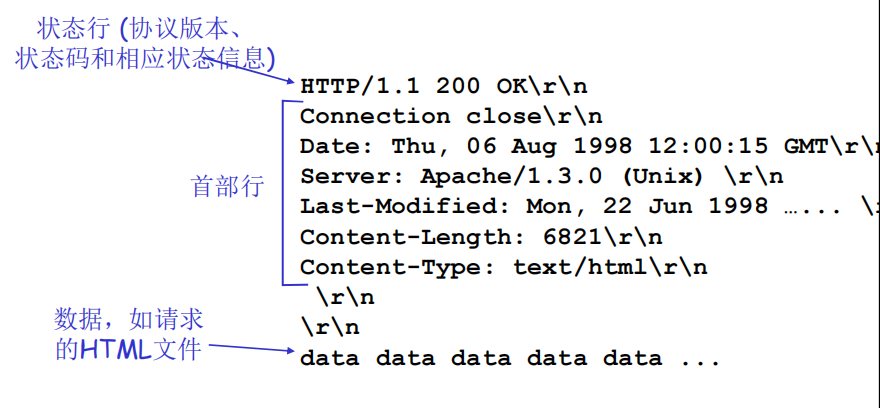 状态行 (协议版本、
状态码和相应状态信息)
HTTP/1.1 200 OK\r\n
Connection close\r\n
Date: Thu, 06 Aug 1998 12:00:15 GMT\r\n
Server: Apache/1.3.0 (Unix) \r\n
首部行
Last-Modified: Mon, 22 Jun 1998 …... \
Content-Length: 6821\r\n
Content-Type: text/html\r\n
\r\n
\r\n
数据，如请求
的HTML文件
data data data data data ...